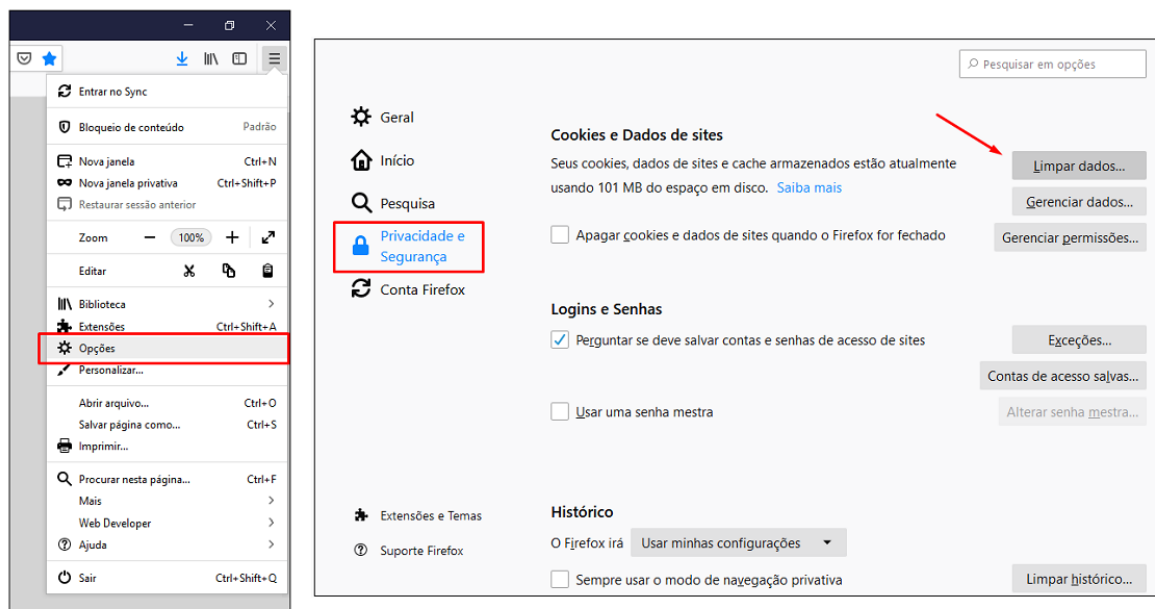 Entrar no Sync
Bloqueio de conteúdo Padrão
Nova janela Ctrl+N
Nova janela privativa Ctrl+Shift+P
Restaurar sessão anterior
Zoom 100%
Editar
Biblioteca
Extensões Ctrl+Shift+A
Opções
Personalizar...
Abrir arquivo... Ctrl+O
Salvar página como... Ctrl+S
Imprimir...
Procurar nesta página... Ctrl+F
Mais
Web Developer
Ajuda
Sair Ctrl+Shift+Q
Pesquisar em opções
Geral
Início
Pesquisa
Privacidade e
Segurança
Conta Firefox
Extensões e Temas
Suporte Firefox
Cookies e Dados de sites
Seus cookies, dados de sites e cache armazenados estão atualmente
usando 101 MB do espaço em disco. Saiba mais
Limpar dados...
Gerenciar dados...
Apagar cookies e dados de sites quando o Firefox for fechado
Gerenciar permissões...
Logins e Senhas
Perguntar se deve salvar contas e senhas de acesso de sites
Exceções...
Contas de acesso salvas...
Usar uma senha mestra
Alterar senha mestra...
Histórico
O Firefox irá Usar minhas configurações
Sempre usar o modo de navegação privativa
Limpar histórico...